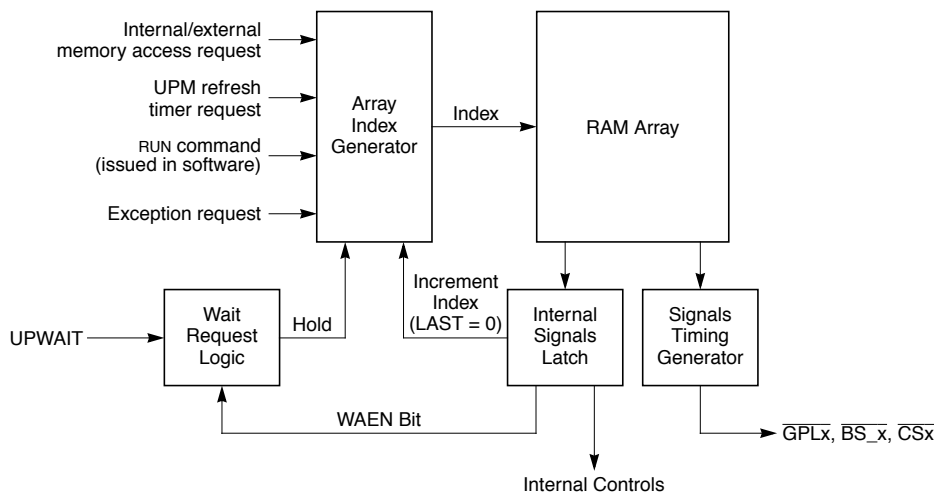 Internal/external
memory access request
UPM refresh
timer request
RUN command
(issued in software)
Exception request
Array
Index
Generator
Index
RAM Array
Increment
Index
(LAST = 0)
UPWAIT
Wait
Request
Logic
Hold
Internal
Signals
Latch
Signals
Timing
Generator
WAEN Bit
GPLx, BS_x, CSx
Internal Controls